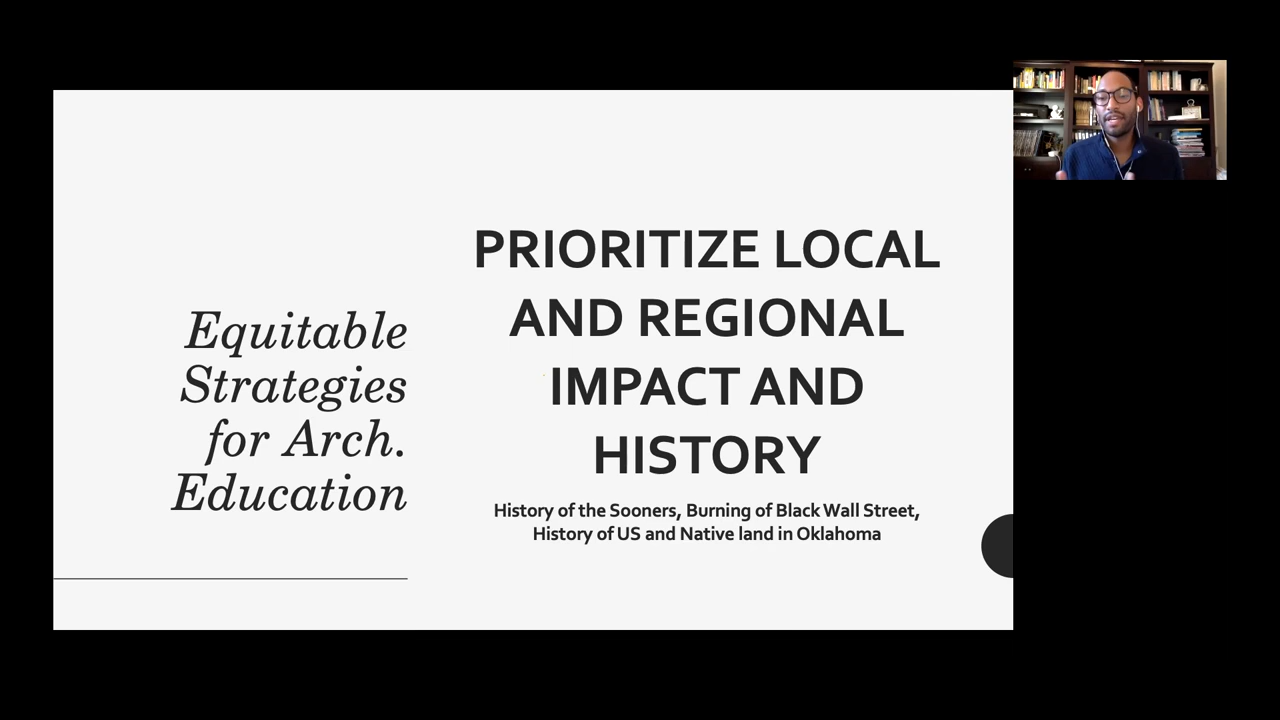 Equitable
Strategies
for Arch.
Education
PRIORITIZE LOCAL
AND REGIONAL
IMPACT AND
HISTORY
History of the Sooners, Burning of Black Wall Street,
History of US and Native land in Oklahoma